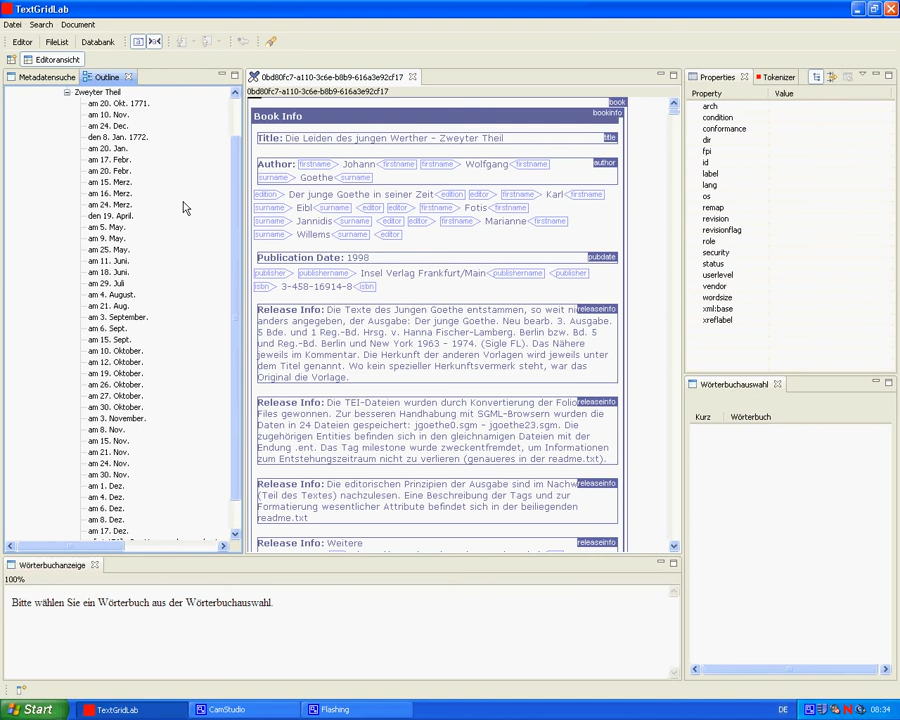 TextGridLab
Datei Search Document
Editor FileList Databank
Editoransicht
Metadatensuche Outline
Zweyter Theil
am 20. Okt. 1771.
am 10. Nov.
am 24. Dec.
den 8. Jan. 1772.
am 20. Jan.
am 17. Febr.
am 20. Febr.
am 15. Merz.
am 16. Merz.
am 24. Merz.
den 19. April.
am 5. May.
am 9. May.
am 25. May.
am 11. Juni.
am 18. Juni.
am 29. Juli
am 4. August.
am 21. Aug.
am 3. September.
am 6. Sept.
am 15. Sept.
am 10. Oktober.
am 12. Oktober.
am 19. Oktober.
am 26. Oktober.
am 27. Oktober.
am 30. Oktober.
am 3. November.
am 8. Nov.
am 15. Nov.
am 21. Nov.
am 24. Nov.
am 30. Nov.
am 1. Dez.
am 4. Dez.
am 6. Dez.
am 8. Dez.
am 17. Dez.
0bd80fc7-a110-3c6e-b8b9-616a3e92cf17
0bd80fc7-a110-3c6e-b8b9-616a3e92cf17
book
Book Info bookinfo
Title: Die Leiden des jungen Werther - Zweyter Theil title
Author: firstname Johann firstname firstname Wolfgang firstname author
surname Goethe surname
edition Der junge Goethe in seiner Zeit edition editor firstname Karl firstname
surname Eibl surname editor editor firstname Fotis firstname
surname Jannidis surname editor editor firstname Marianne firstname
surname Willems surname editor
Publication Date: 1998 pubdate
publisher publishername Insel Verlag Frankfurt/Main publishername publisher
isbn 3-458-16914-8 isbn
Release Info: Die Texte des Jungen Goethe entstammen, so weit ni releaseinfo
anders angegeben, der Ausgabe: Der junge Goethe. Neu bearb. 3. Ausgabe.
5 Bde. und 1 Reg.-Bd. Hrsg. v. Hanna Fischer-Lamberg. Berlin bzw. Bd. 5
und Reg.-Bd. Berlin und New York 1963 - 1974. (Sigle FL). Das Nähere
jeweils im Kommentar. Die Herkunft der anderen Vorlagen wird jeweils unter
dem Titel genannt. Wo kein spezieller Herkunftsvermerk steht, war das
Original die Vorlage.
Release Info: Die TEI-Dateien wurden durch Konvertierung der Folio releaseinfo
Files gewonnen. Zur besseren Handhabung mit SGML-Browsern wurden die
Daten in 24 Dateien gespeichert: jgoethe0.sgm - jgoethe23.sgm. Die
zugehörigen Entities befinden sich in den gleichnamigen Dateien mit der
Endung .ent. Das Tag milestone wurde zweckentfremdet, um Informationen
zum Entstehungszeitraum nicht zu verlieren (genaueres in der readme.txt).
Release Info: Die editorischen Prinzipien der Ausgabe sind im Nachw releaseinfo
(Teil des Textes) nachzulesen. Eine Beschreibung der Tags und zur
Formatierung wesentlicher Attribute befindet sich in der beiliegenden
readme.txt
Release Info: Weitere releaseinfo
Properties Tokenizer
Property Value
arch
condition
conformance
dir
fpi
id
label
lang
os
remap
revision
revisionflag
role
security
status
userlevel
vendor
wordsize
xml:base
xreflabel
Wörterbuchauswahl
Kurz Wörterbuch
Wörterbuchanzeige
100%
Bitte wählen Sie ein Wörterbuch aus der Wörterbuchauswahl.
Start TextGridLab CamStudio Flashing DE 08:34